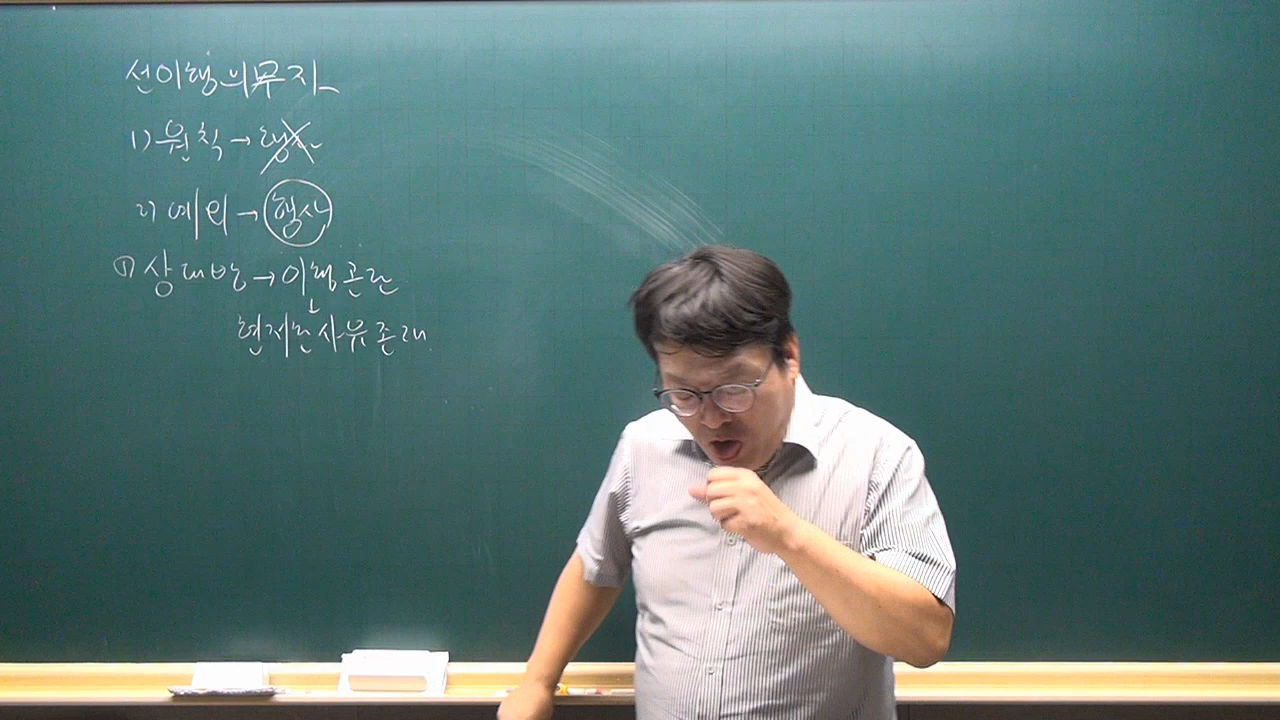 선이행의무자
1) 원칙 → 행사
2) 예외 → 행사
① 상대방 → 이행곤란
현저한 사유 존재